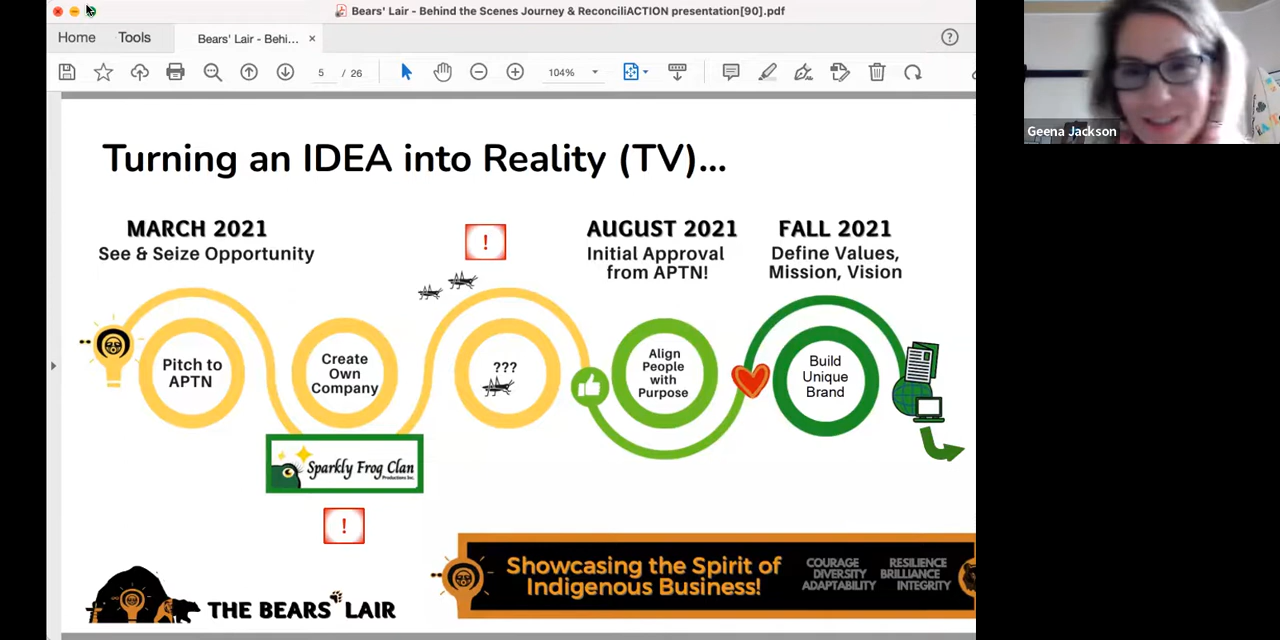 Bears' Lair - Behind the Scenes Journey & ReconciliACTION presentation[90].pdf
Home
Tools
Bears' Lair - Behi...
×
?
5 / 26
104%
Geena Jackson
Turning an IDEA into Reality (TV)...
MARCH 2021
See & Seize Opportunity
!
AUGUST 2021
Initial Approval
from APTN!
FALL 2021
Define Values,
Mission, Vision
Pitch to
APTN
Create
Own
Company
???
Align
People
with
Purpose
Build
Unique
Brand
Sparkly Frog Clan
Productions Inc.
!
THE BEARS' LAIR
Showcasing the Spirit of
Indigenous Business!
COURAGE RESILIENCE
DIVERSITY BRILLIANCE
ADAPTABILITY INTEGRITY